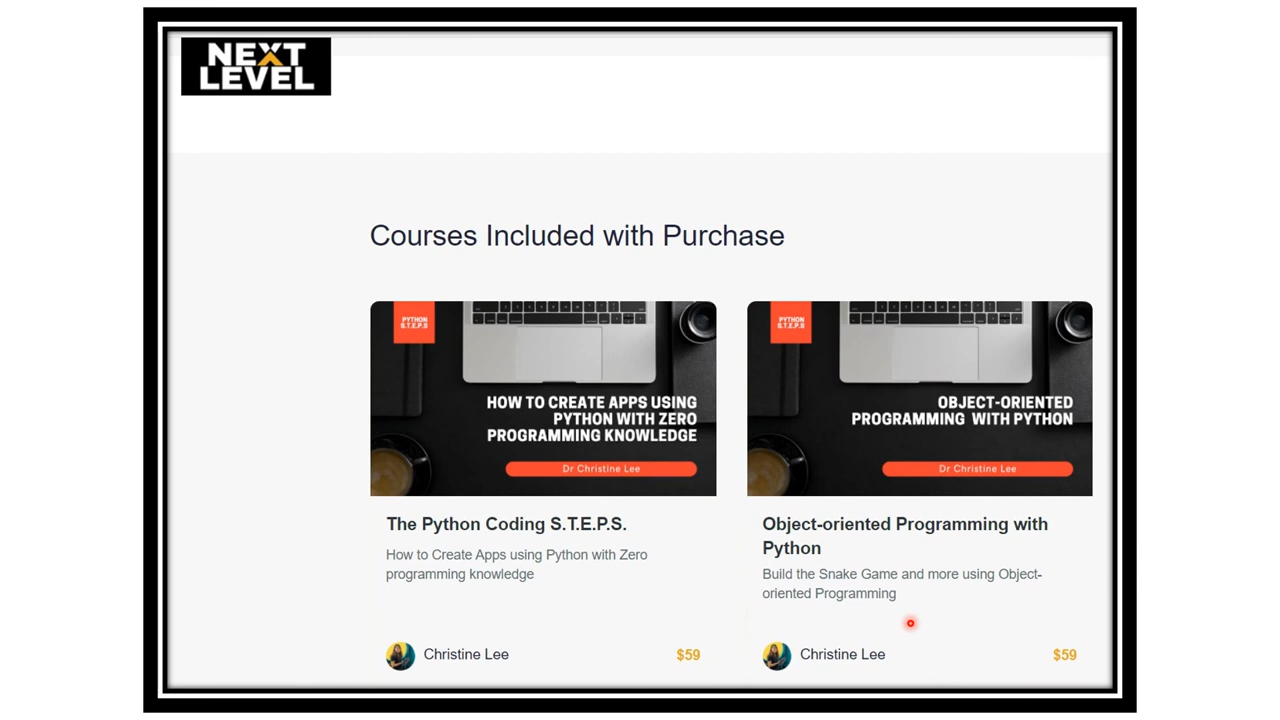 NEXT
LEVEL
Courses Included with Purchase
PYTHON
S.T.E.P.S
HOW TO CREATE APPS USING
PYTHON WITH ZERO
PROGRAMMING KNOWLEDGE
Dr Christine Lee
The Python Coding S.T.E.P.S.
How to Create Apps using Python with Zero
programming knowledge
Christine Lee
$59
PYTHON
S.T.E.P.S
OBJECT-ORIENTED
PROGRAMMING WITH PYTHON
Dr Christine Lee
Object-oriented Programming with
Python
Build the Snake Game and more using Object-
oriented Programming
Christine Lee
$59